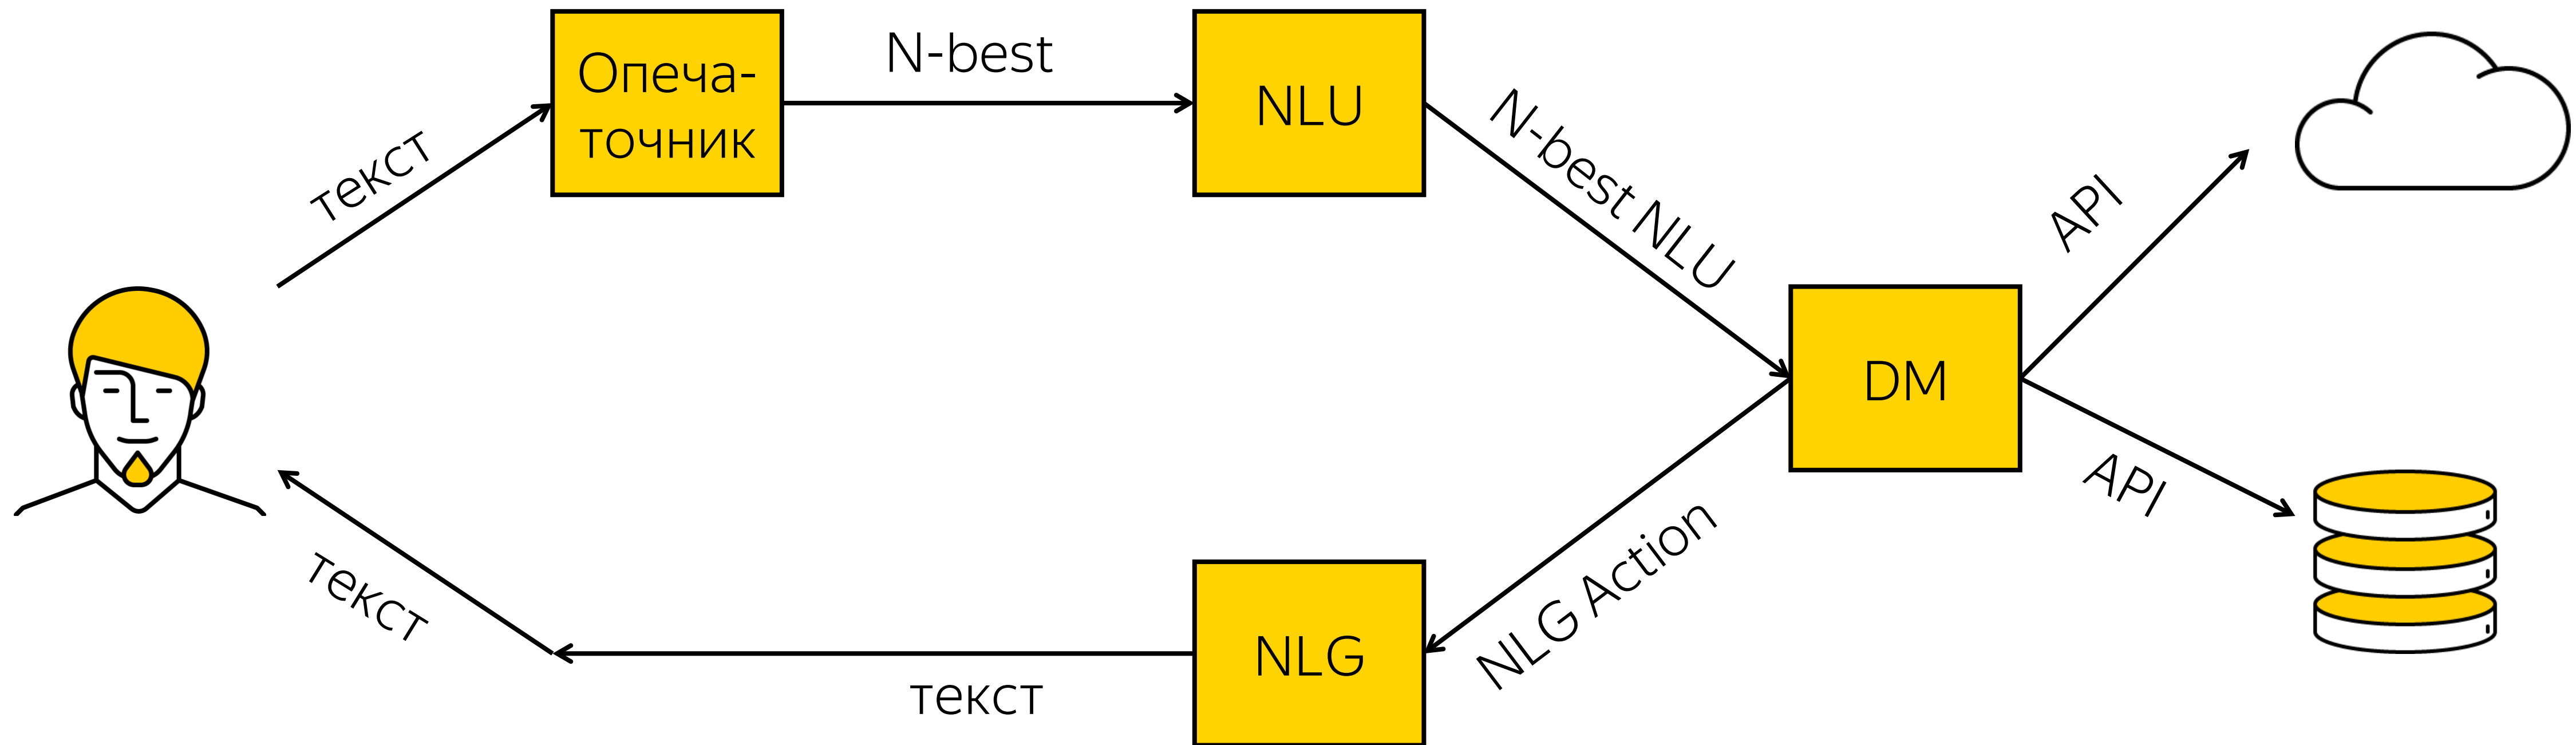 текст
Опеча-
точник
N-best
NLU
N-best NLU
DM
API
API
NLG Action
NLG
текст
текст